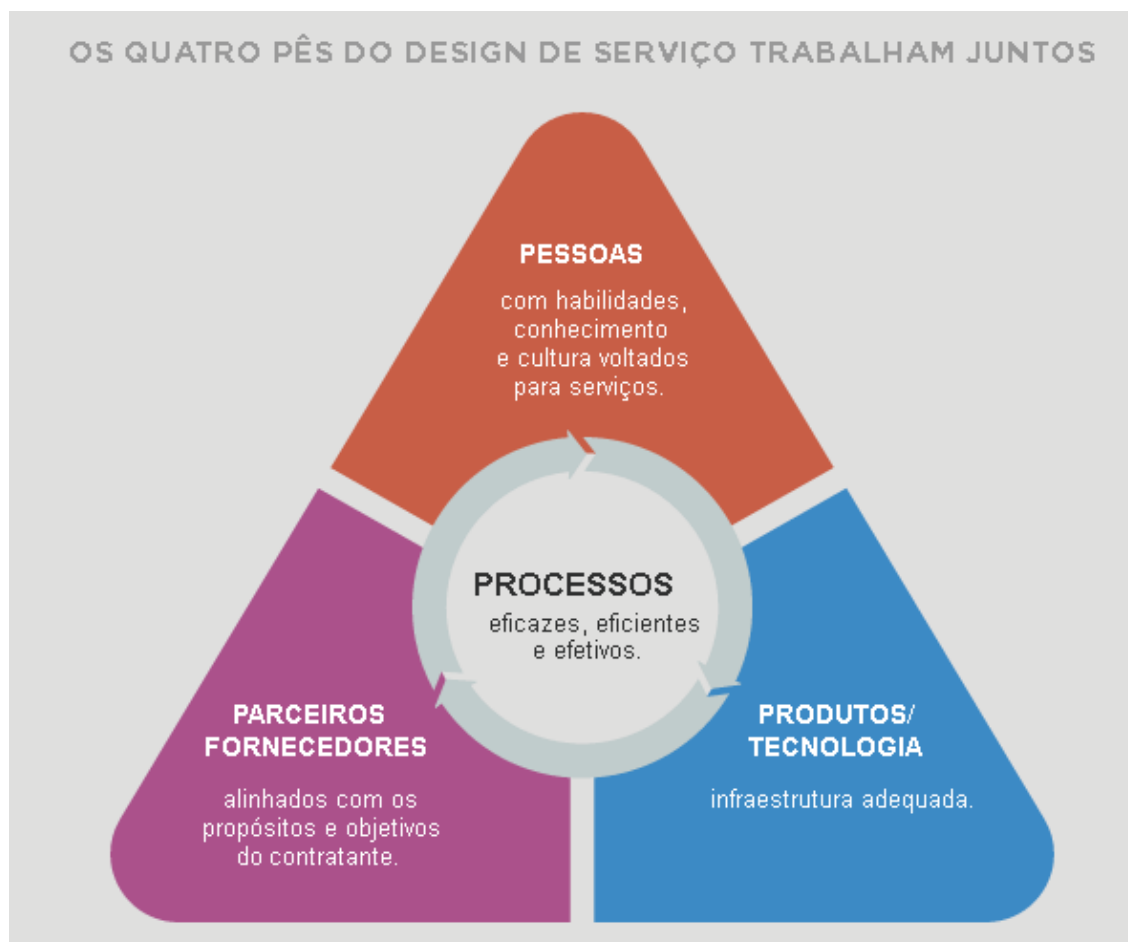 OS QUATRO PÊS DO DESIGN DE SERVIÇO TRABALHAM JUNTOS
PESSOAS
com habilidades,
conhecimento
e cultura voltados
para serviços.
PROCESSOS
eficazes, eficientes
e efetivos.
PARCEIROS
FORNECEDORES
alinhados com os
propósitos e objetivos
do contratante.
PRODUTOS/
TECNOLOGIA
infraestrutura adequada.